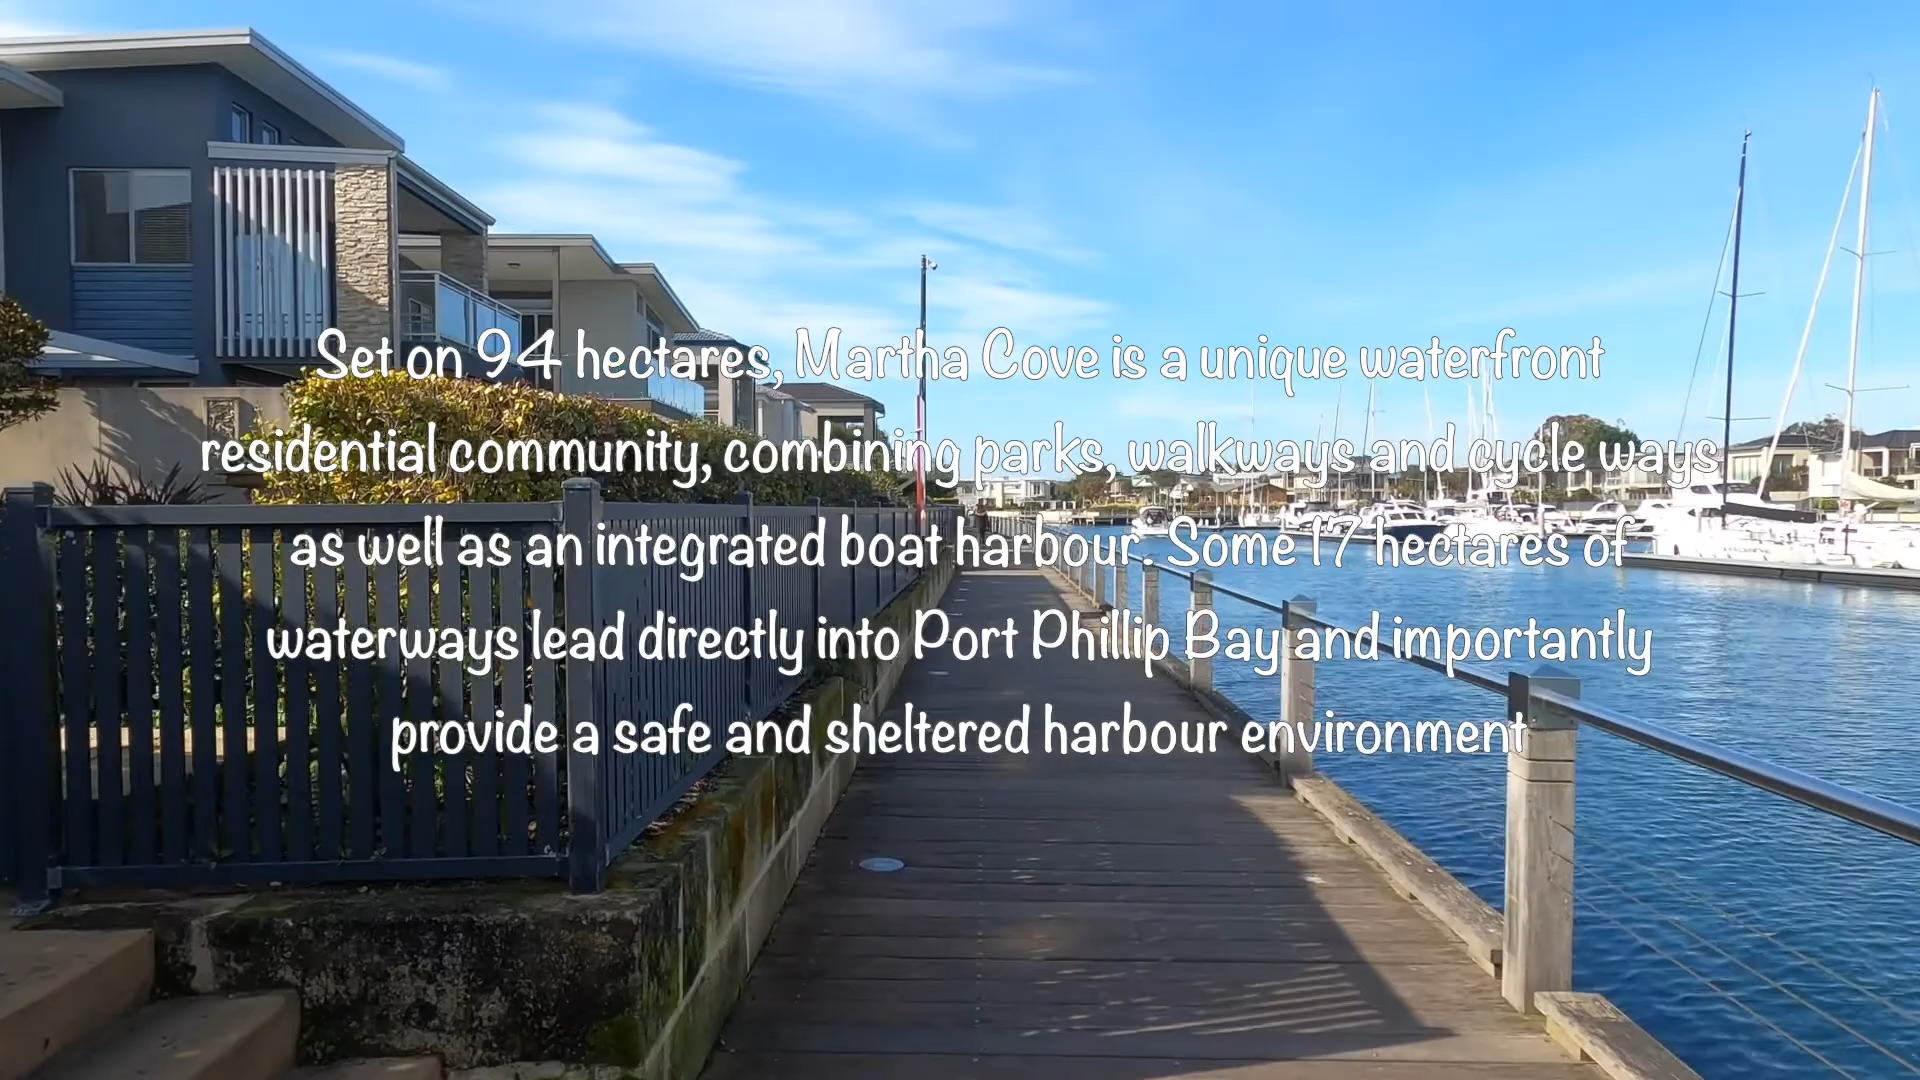 Set on 94 hectares, Martha Cove is a unique waterfront
residential community, combining parks, walkways and cycle ways
as well as an integrated boat harbour. Some 17 hectares of
waterways lead directly into Port Phillip Bay and importantly
provide a safe and sheltered harbour environment